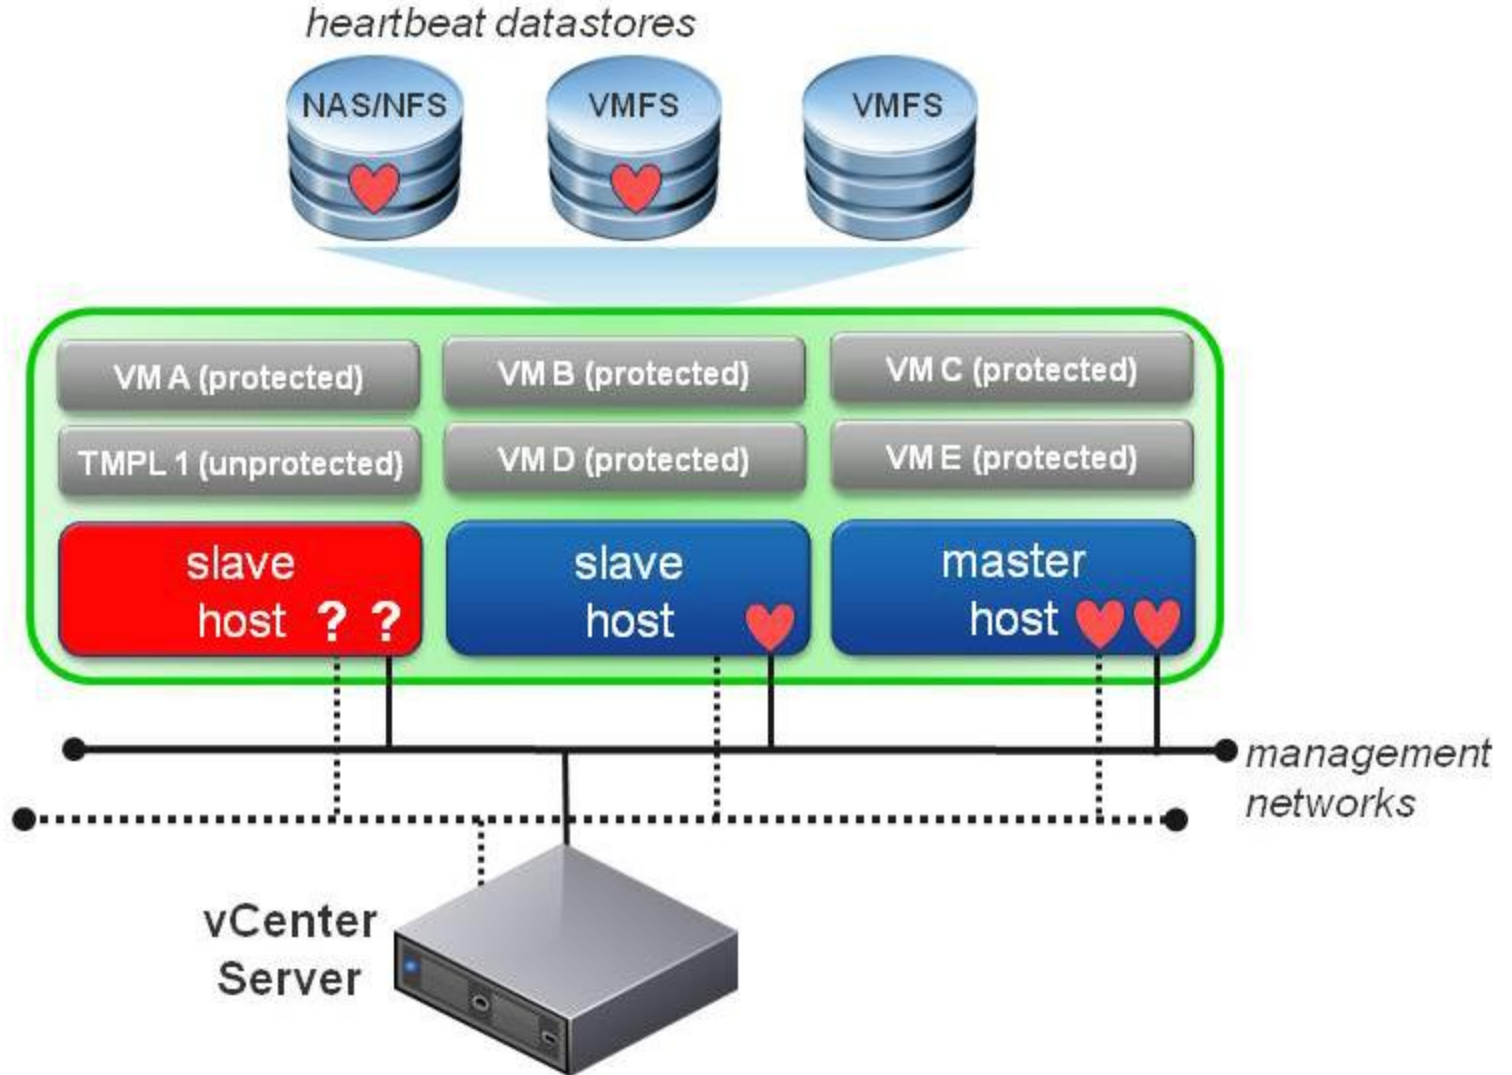 heartbeat datastores
NAS/NFS
VMFS
VMFS
VM A (protected)
VM B (protected)
VM C (protected)
TMPL 1 (unprotected)
VM D (protected)
VM E (protected)
slave
host ? ?
slave
host
master
host
management
networks
vCenter
Server